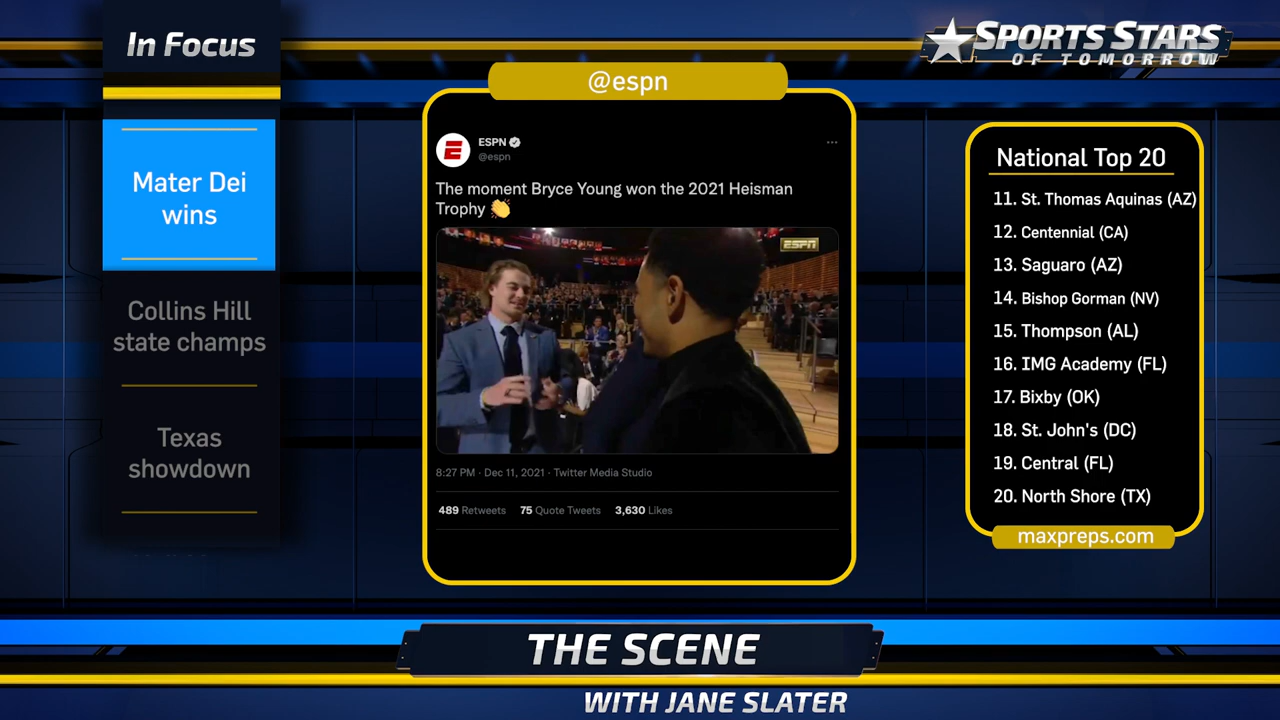 In Focus
SPORTS STARS
OF TOMORROW
@espn
Mater Dei
wins
Collins Hill
state champs
Texas
showdown
ESPN
@espn
The moment Bryce Young won the 2021 Heisman
Trophy 👏
ESPN
8:27 PM · Dec 11, 2021 · Twitter Media Studio
489 Retweets 75 Quote Tweets 3,630 Likes
National Top 20
11. St. Thomas Aquinas (AZ)
12. Centennial (CA)
13. Saguaro (AZ)
14. Bishop Gorman (NV)
15. Thompson (AL)
16. IMG Academy (FL)
17. Bixby (OK)
18. St. John's (DC)
19. Central (FL)
20. North Shore (TX)
maxpreps.com
THE SCENE
WITH JANE SLATER